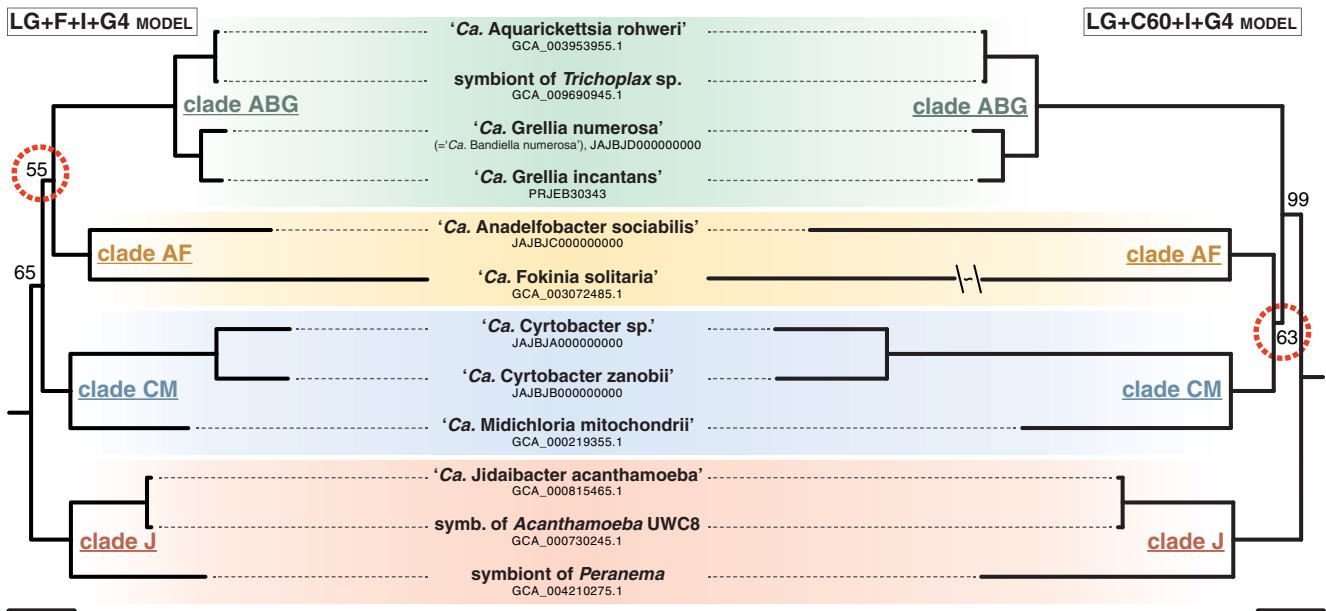 LG+F+I+G4 MODEL
LG+C60+I+G4 MODEL
'Ca. Aquarickettsia rohweri'
GCA_003953955.1
symbiont of Trichoplax sp.
GCA_009690945.1
clade ABG
clade ABG
'Ca. Grellia numerosa'
(='Ca. Bandiella numerosa'), JAJBJD000000000
55
'Ca. Grellia incantans'
PRJEB30343
99
'Ca. Anadelfobacter sociabilis'
JAJBJC000000000
clade AF
clade AF
65
'Ca. Fokinia solitaria'
GCA_003072485.1
'Ca. Cyrtobacter sp.'
JAJBJA000000000
63
'Ca. Cyrtobacter zanobii'
JAJBJB000000000
clade CM
clade CM
'Ca. Midichloria mitochondrii'
GCA_000219355.1
'Ca. Jidaibacter acanthamoeba'
GCA_000815465.1
symb. of Acanthamoeba UWC8
GCA_000730245.1
clade J
clade J
symbiont of Peranema
GCA_004210275.1